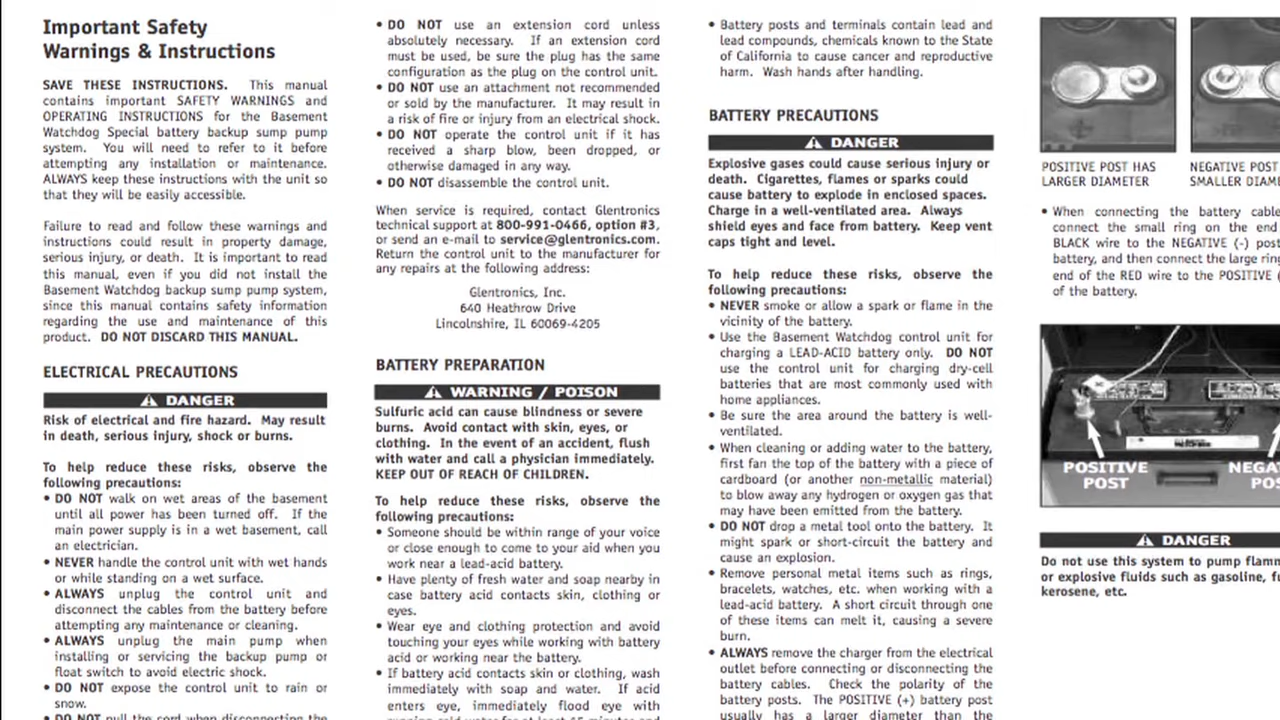 Important Safety
Warnings & Instructions
SAVE THESE INSTRUCTIONS. This manual
contains important SAFETY WARNINGS and
OPERATING INSTRUCTIONS for the Basement
Watchdog Special battery backup sump pump
system. You will need to refer to it before
attempting any installation or maintenance.
ALWAYS keep these instructions with the unit so
that they will be easily accessible.
Failure to read and follow these warnings and
instructions could result in property damage,
serious injury, or death. It is important to read
this manual, even if you did not install the
Basement Watchdog backup sump pump system,
since this manual contains safety information
regarding the use and maintenance of this
product. DO NOT DISCARD THIS MANUAL.
ELECTRICAL PRECAUTIONS
DANGER
Risk of electrical and fire hazard. May result
in death, serious injury, shock or burns.
To help reduce these risks, observe the
following precautions:
• DO NOT walk on wet areas of the basement
until all power has been turned off. If the
main power supply is in a wet basement, call
an electrician.
• NEVER handle the control unit with wet hands
or while standing on a wet surface.
• ALWAYS unplug the control unit and
disconnect the cables from the battery before
attempting any maintenance or cleaning.
• ALWAYS unplug the main pump when
installing or servicing the backup pump or
float switch to avoid electric shock.
• DO NOT expose the control unit to rain or
snow.
• DO NOT pull the cord when disconnecting the
• DO NOT use an extension cord unless
absolutely necessary. If an extension cord
must be used, be sure the plug has the same
configuration as the plug on the control unit.
• DO NOT use an attachment not recommended
or sold by the manufacturer. It may result in
a risk of fire or injury from an electrical shock.
• DO NOT operate the control unit if it has
received a sharp blow, been dropped, or
otherwise damaged in any way.
• DO NOT disassemble the control unit.
When service is required, contact Glentronics
technical support at 800-991-0466, option #3,
or send an e-mail to service@glentronics.com.
Return the control unit to the manufacturer for
any repairs at the following address:
Glentronics, Inc.
640 Heathrow Drive
Lincolnshire, IL 60069-4205
BATTERY PREPARATION
WARNING / POISON
Sulfuric acid can cause blindness or severe
burns. Avoid contact with skin, eyes, or
clothing. In the event of an accident, flush
with water and call a physician immediately.
KEEP OUT OF REACH OF CHILDREN.
To help reduce these risks, observe the
following precautions:
• Someone should be within range of your voice
or close enough to come to your aid when you
work near a lead-acid battery.
• Have plenty of fresh water and soap nearby in
case battery acid contacts skin, clothing or
eyes.
• Wear eye and clothing protection and avoid
touching your eyes while working with battery
acid or working near the battery.
• If battery acid contacts skin or clothing, wash
immediately with soap and water. If acid
enters eye, immediately flood eye with
running cold water for at least 15 minutes and
• Battery posts and terminals contain lead and
lead compounds, chemicals known to the State
of California to cause cancer and reproductive
harm. Wash hands after handling.
BATTERY PRECAUTIONS
DANGER
Explosive gases could cause serious injury or
death. Cigarettes, flames or sparks could
cause battery to explode in enclosed spaces.
Charge in a well-ventilated area. Always
shield eyes and face from battery. Keep vent
caps tight and level.
To help reduce these risks, observe the
following precautions:
• NEVER smoke or allow a spark or flame in the
vicinity of the battery.
• Use the Basement Watchdog control unit for
charging a LEAD-ACID battery only. DO NOT
use the control unit for charging dry-cell
batteries that are most commonly used with
home appliances.
• Be sure the area around the battery is well-
ventilated.
• When cleaning or adding water to the battery,
first fan the top of the battery with a piece of
cardboard (or another non-metallic material)
to blow away any hydrogen or oxygen gas that
may have been emitted from the battery.
• DO NOT drop a metal tool onto the battery. It
might spark or short-circuit the battery and
cause an explosion.
• Remove personal metal items such as rings,
bracelets, watches, etc. when working with a
lead-acid battery. A short circuit through one
of these items can melt it, causing a severe
burn.
• ALWAYS remove the charger from the electrical
outlet before connecting or disconnecting the
battery cables. Check the polarity of the
battery posts. The POSITIVE (+) battery post
usually has a larger diameter than the
POSITIVE POST HAS
LARGER DIAMETER
NEGATIVE POST
SMALLER DIAME
• When connecting the battery cable
connect the small ring on the end
BLACK wire to the NEGATIVE (-) post
battery, and then connect the large ring
end of the RED wire to the POSITIVE (
of the battery.
POSITIVE
POST
NEGA
POS
DANGER
Do not use this system to pump flamm
or explosive fluids such as gasoline, fu
kerosene, etc.